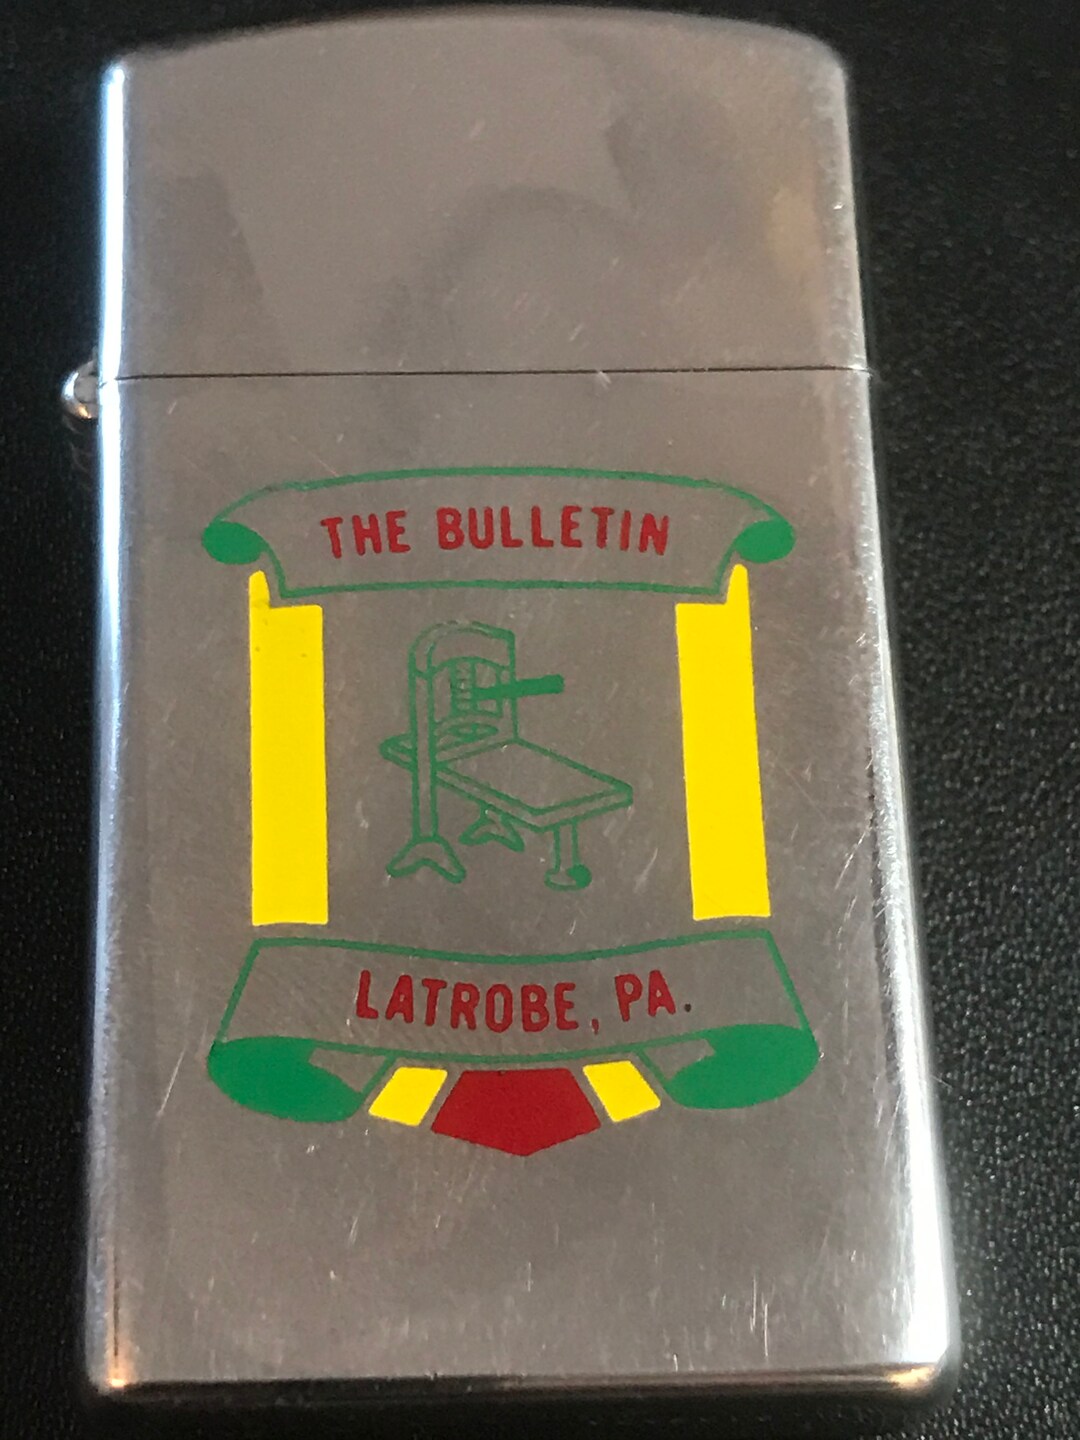 THE BULLETIN
LATROBE, PA.